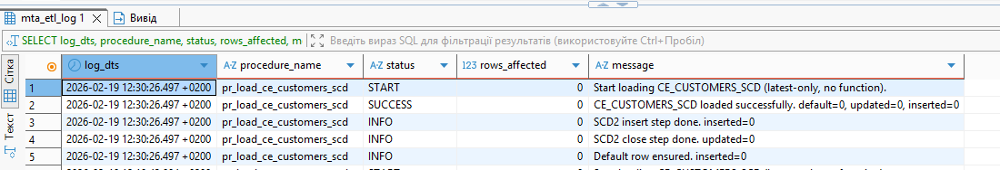 mta_etl_log 1
Вивід
SELECT log_dts, procedure_name, status, rows_affected, m
Введіть вираз SQL для фільтрації результатів (використовуйте Ctrl+Пробіл)
Сітка
Текст
log_dts A-Z procedure_name A-Z status 123 rows_affected A-Z message
1 2026-02-19 12:30:26.497 +0200 pr_load_ce_customers_scd START 0 Start loading CE_CUSTOMERS_SCD (latest-only, no function).
2 2026-02-19 12:30:26.497 +0200 pr_load_ce_customers_scd SUCCESS 0 CE_CUSTOMERS_SCD loaded successfully. default=0, updated=0, inserted=0
3 2026-02-19 12:30:26.497 +0200 pr_load_ce_customers_scd INFO 0 SCD2 insert step done. inserted=0
4 2026-02-19 12:30:26.497 +0200 pr_load_ce_customers_scd INFO 0 SCD2 close step done. updated=0
5 2026-02-19 12:30:26.497 +0200 pr_load_ce_customers_scd INFO 0 Default row ensured. inserted=0